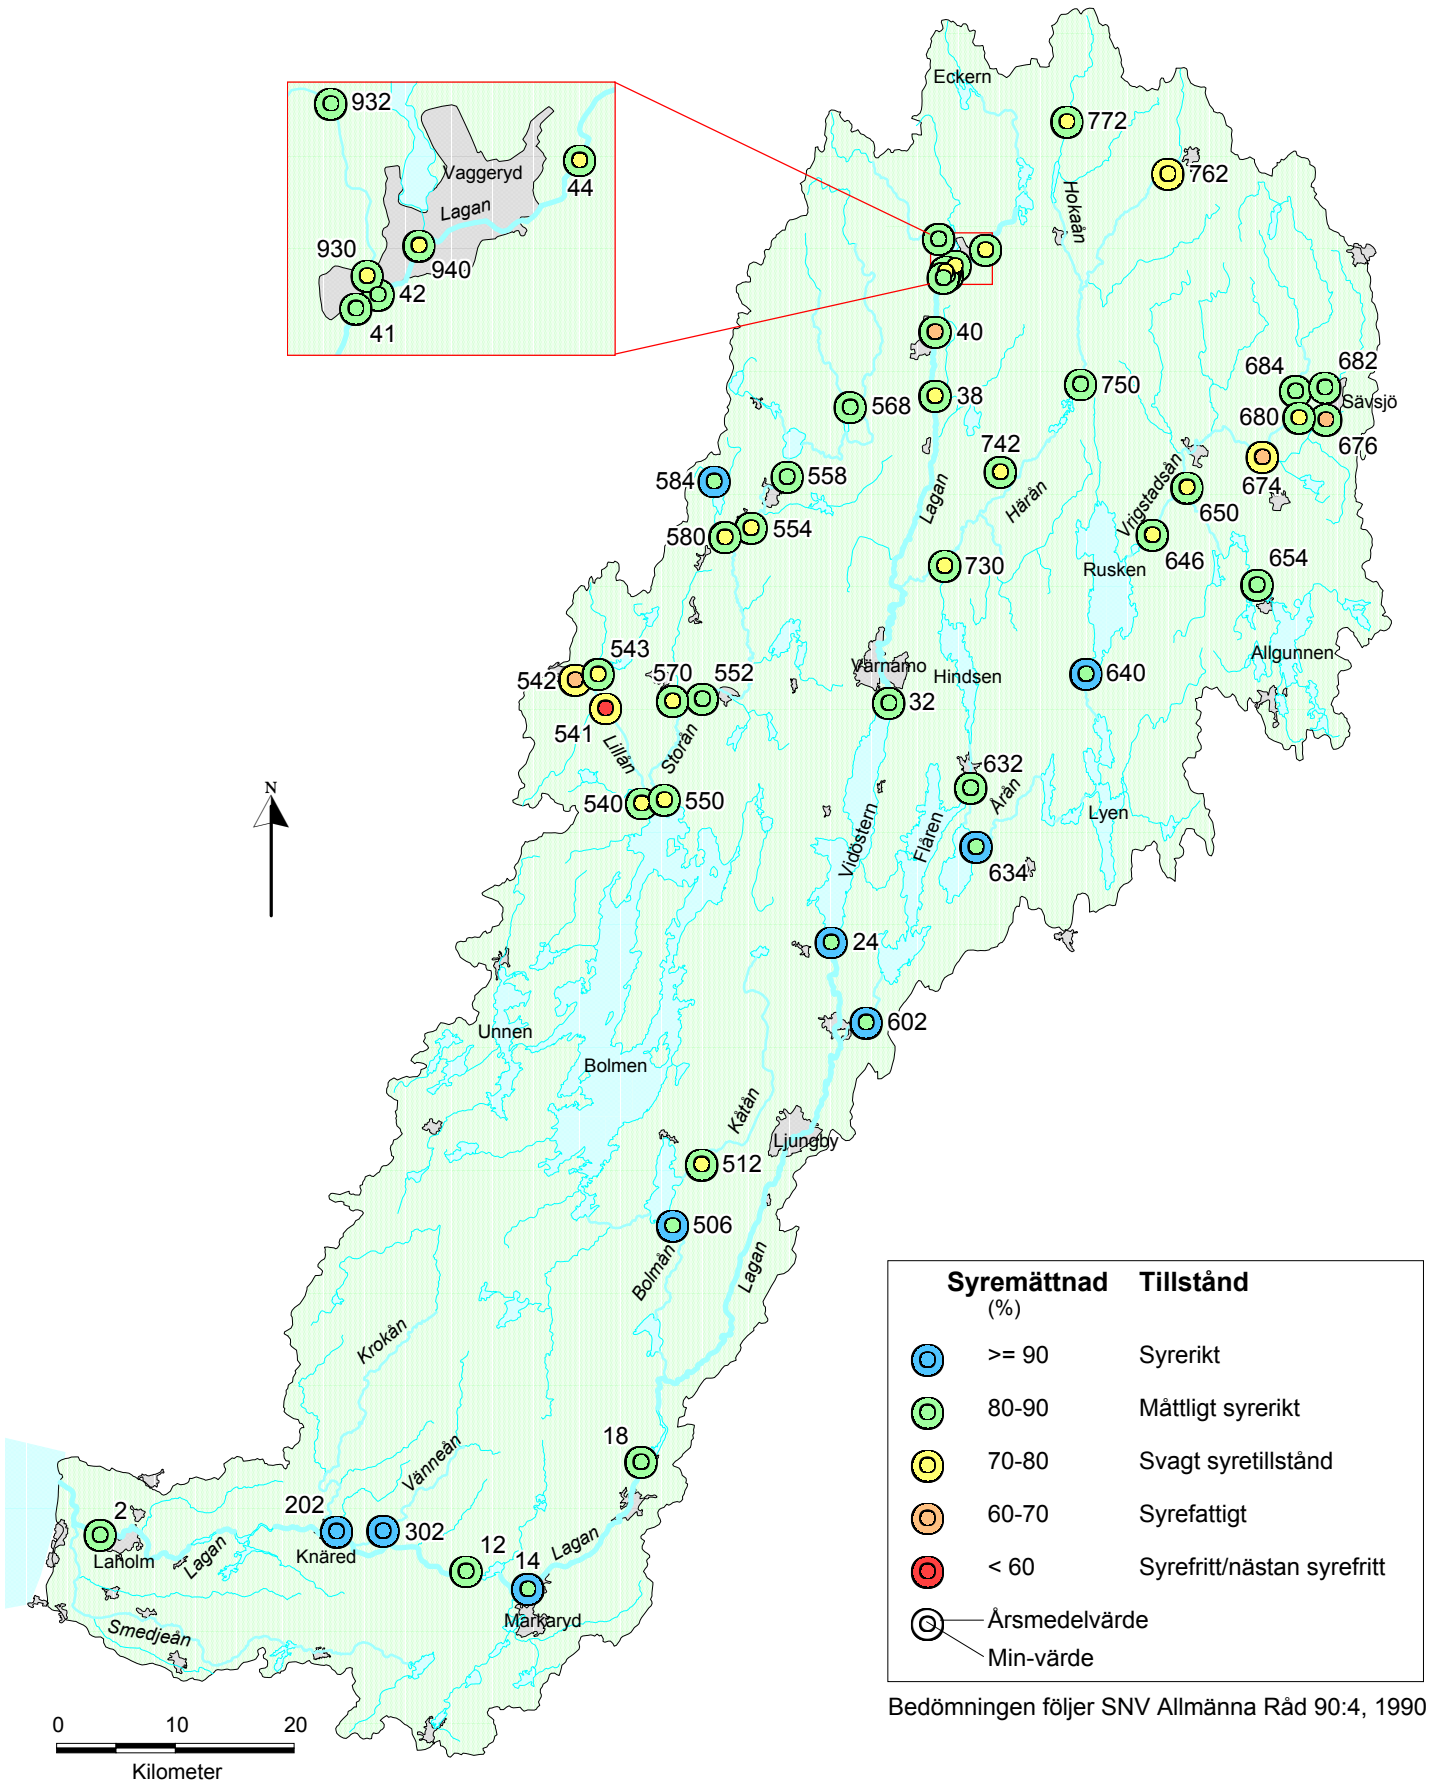 Eckern
932
772
Vaggeryd
762
44
Lagan
Hokaån
930
940
42
41
40
684
682
750
38
Sävsjö
568
680
676
742
558
584
674
Lagan
Härån
Vrigstadsån
650
554
580
646
730
Rusken
654
543
Värnamo
Allgunnen
542
570
552
Hindsen
640
32
541
Lillån
Storån
632
540
550
Årån
N
Vidöstern
Flåren
Lyen
634
24
602
Unnen
Bolmen
Kåtån
Ljungby
512
506
Bolmån
Lagan
Krokån
18
Vänneån
2
202
302
Laholm
Lagan
Knäred
12
14
Lagan
Markaryd
Smedjeån
Syremättnad Tillstånd
(%)
>= 90 Syrerikt
80-90 Måttligt syrerikt
70-80 Svagt syretillstånd
60-70 Syrefattigt
< 60 Syrefritt/nästan syrefritt
Årsmedelvärde
Min-värde
Bedömningen följer SNV Allmänna Råd 90:4, 1990
0 10 20
Kilometer